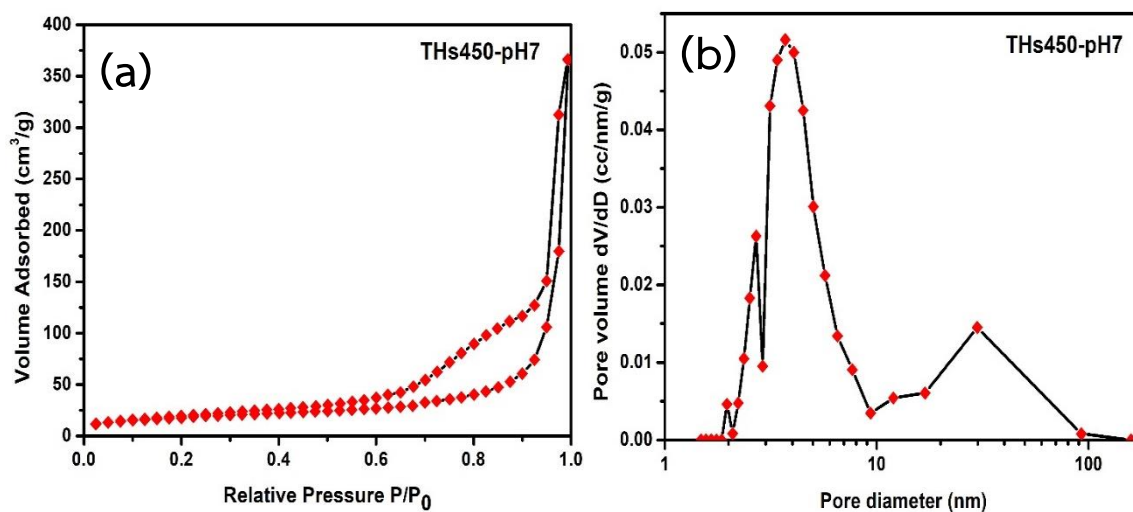 (a)
THs450-pH7
Volume Adsorbed (cm³/g)
400
350
300
250
200
150
100
50
0
0.0 0.2 0.4 0.6 0.8 1.0
Relative Pressure P/P₀
(b)
THs450-pH7
Pore volume dV/dD (cc/nm/g)
0.05
0.04
0.03
0.02
0.01
0.00
1 10 100
Pore diameter (nm)